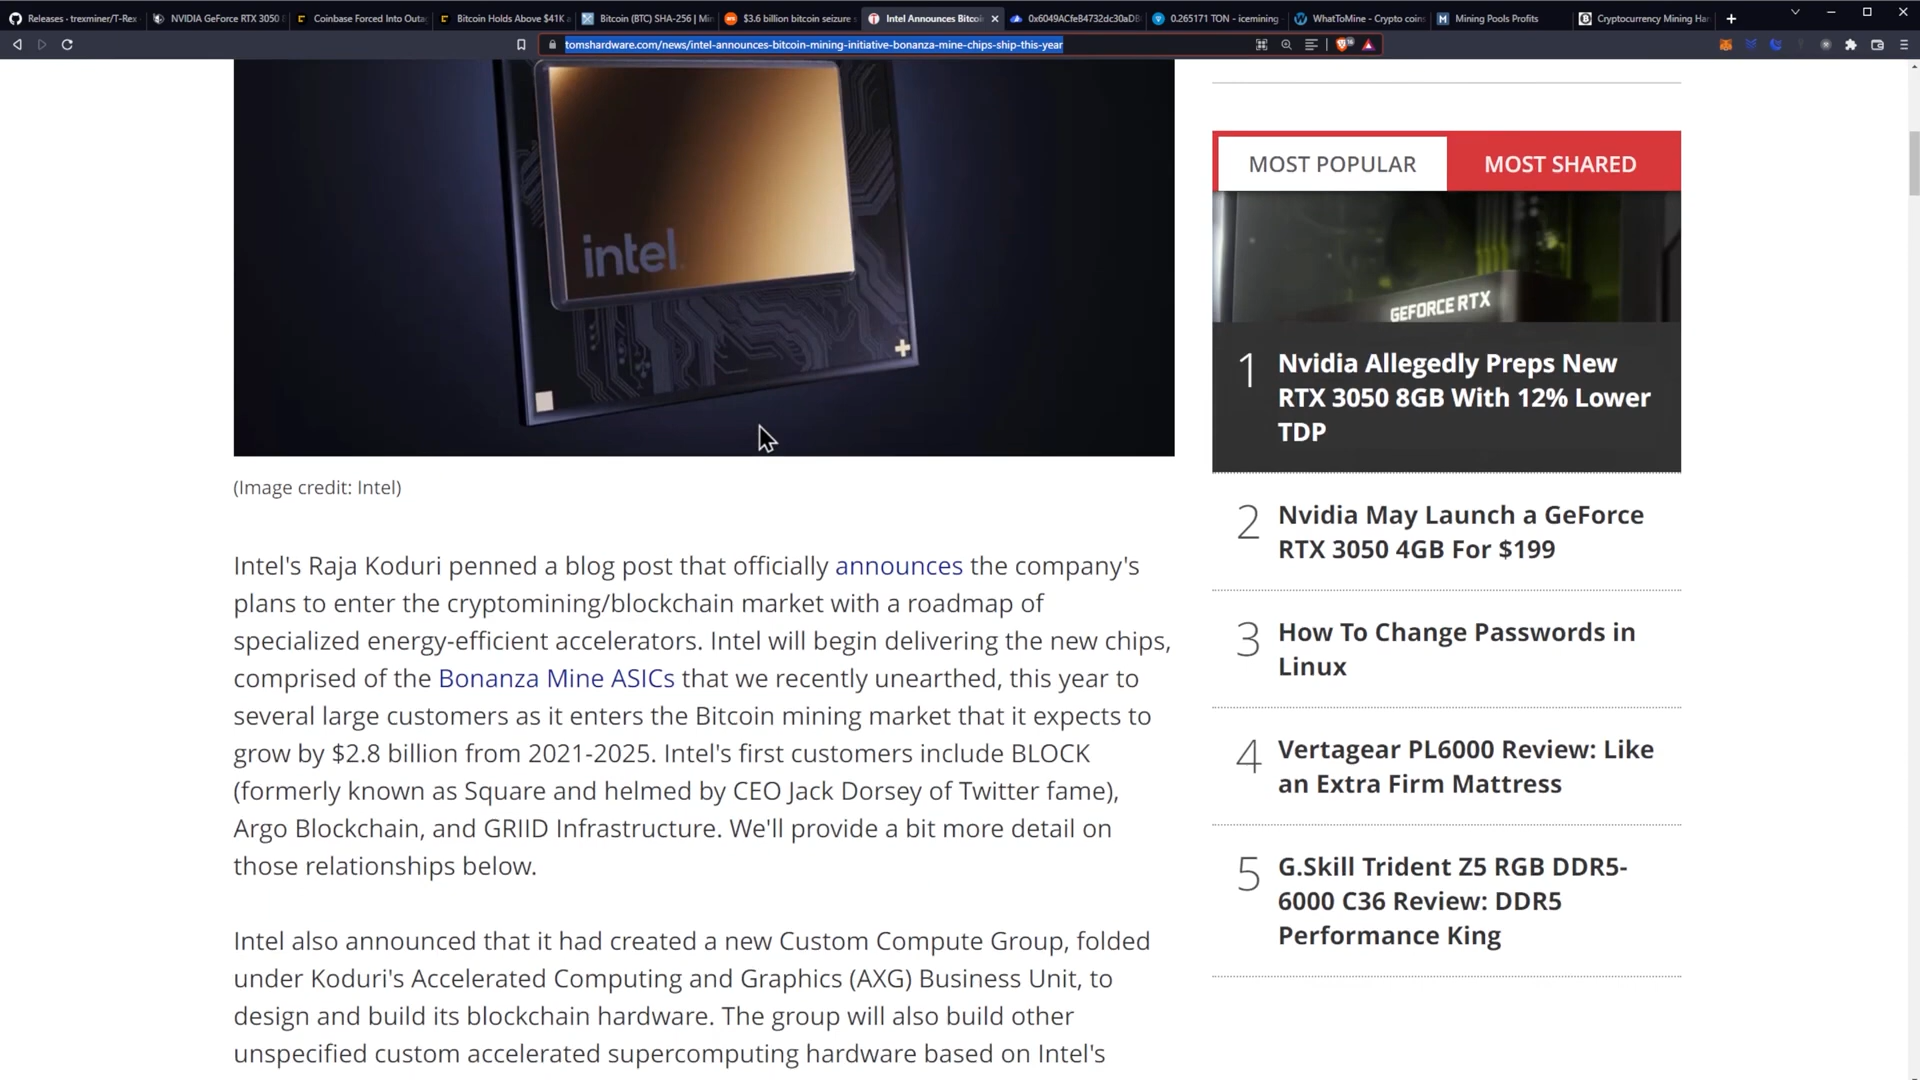 Releases - trexminer/T-Rex
NVIDIA GeForce RTX 3050
Coinbase Forced Into Outag
Bitcoin Holds Above $41K a
Bitcoin (BTC) SHA-256 | Min
$3.6 billion bitcoin seizure s
Intel Announces Bitcoin
0x6049ACfeB4732dc30aDB
0.265171 TON - icemining
WhatToMine - Crypto coins
Mining Pools Profits
Cryptocurrency Mining Har
tomshardware.com/news/intel-announces-bitcoin-mining-initiative-bonanza-mine-chips-ship-this-year
intel
(Image credit: Intel)
Intel's Raja Koduri penned a blog post that officially announces the company's
plans to enter the cryptomining/blockchain market with a roadmap of
specialized energy-efficient accelerators. Intel will begin delivering the new chips,
comprised of the Bonanza Mine ASICs that we recently unearthed, this year to
several large customers as it enters the Bitcoin mining market that it expects to
grow by $2.8 billion from 2021-2025. Intel's first customers include BLOCK
(formerly known as Square and helmed by CEO Jack Dorsey of Twitter fame),
Argo Blockchain, and GRIID Infrastructure. We'll provide a bit more detail on
those relationships below.
Intel also announced that it had created a new Custom Compute Group, folded
under Koduri's Accelerated Computing and Graphics (AXG) Business Unit, to
design and build its blockchain hardware. The group will also build other
unspecified custom accelerated supercomputing hardware based on Intel's
MOST POPULAR
MOST SHARED
GEFORCE RTX
1
Nvidia Allegedly Preps New
RTX 3050 8GB With 12% Lower
TDP
2
Nvidia May Launch a GeForce
RTX 3050 4GB For $199
3
How To Change Passwords in
Linux
4
Vertagear PL6000 Review: Like
an Extra Firm Mattress
5
G.Skill Trident Z5 RGB DDR5-
6000 C36 Review: DDR5
Performance King